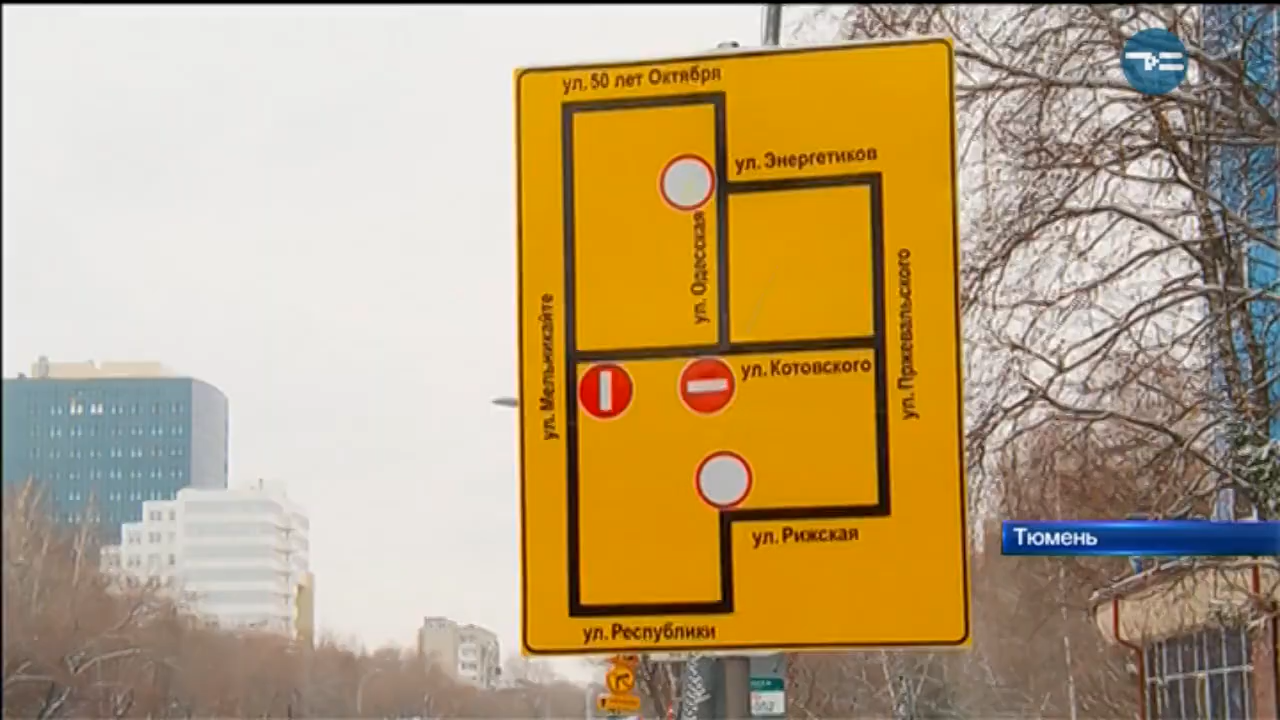 ул. 50 лет Октября
ул. Энергетиков
ул. Одесская
ул. Мельникайте
ул. Пржевальского
ул. Котовского
ул. Рижская
ул. Республики
Тюмень